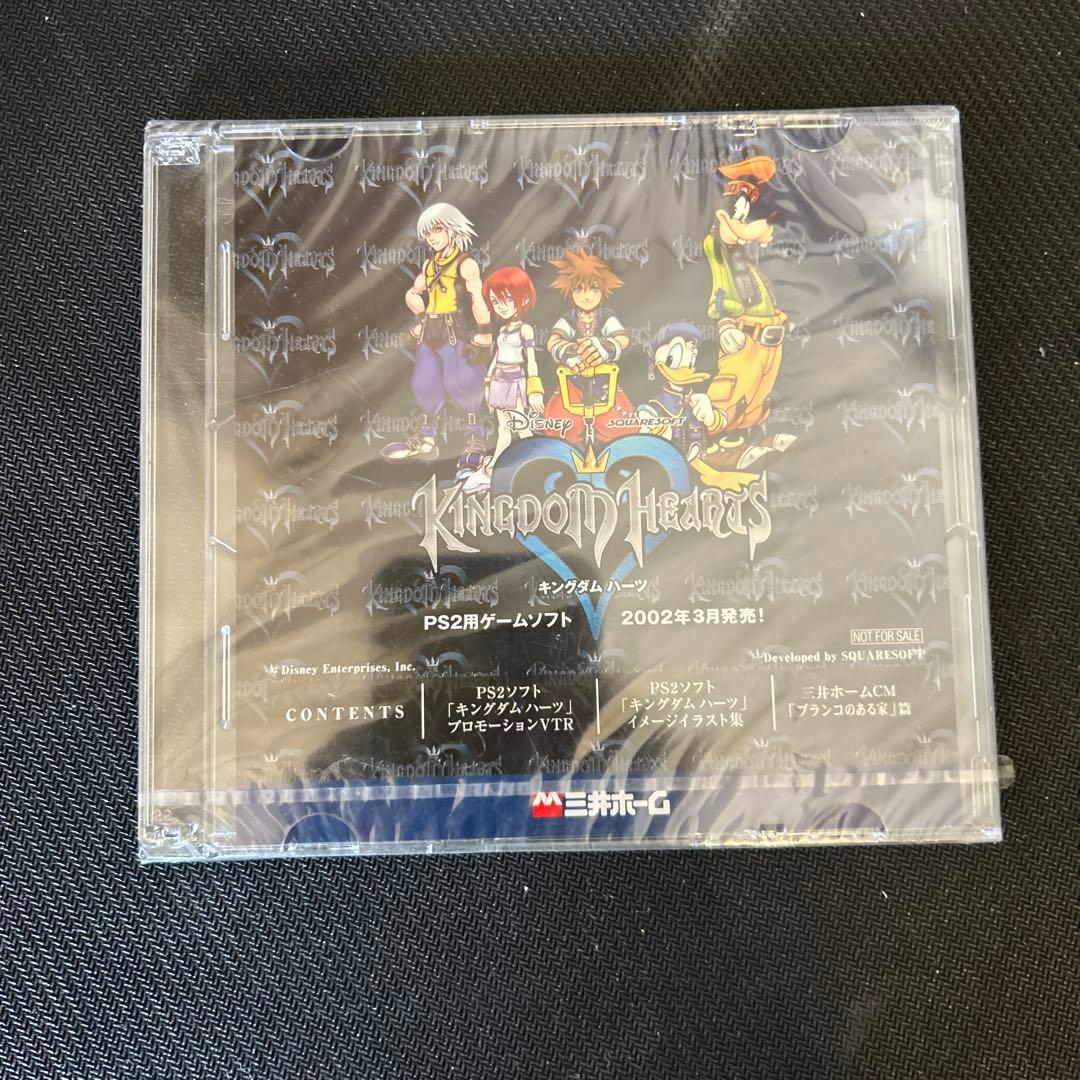 Disney
SQUARESOFT
KINGDOM HEARTS
キングダム ハーツ
PS2用ゲームソフト 2002年3月発売!
NOT FOR SALE
© Disney Enterprises, Inc.
Developed by SQUARESOFT
CONTENTS
PS2ソフト
「キングダム ハーツ」
プロモーションVTR
PS2ソフト
「キングダム ハーツ」
イメージイラスト集
三井ホームCM
「ブランコのある家」篇
三井ホーム